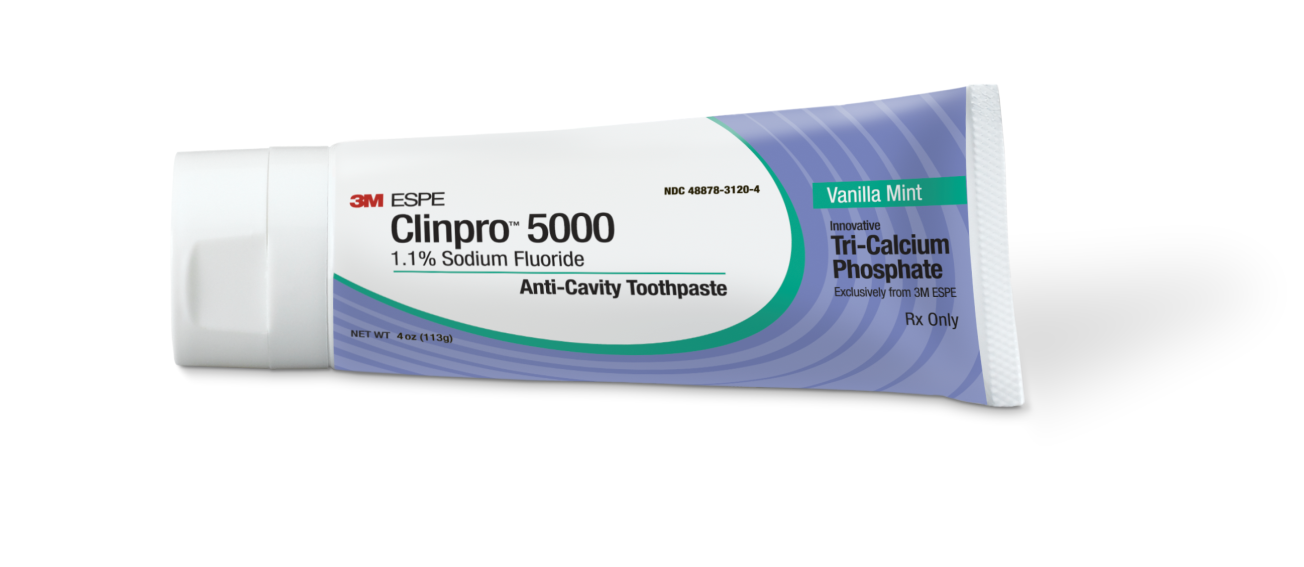 3M ESPE
NDC 48878-3120-4
Clinpro™ 5000
1.1% Sodium Fluoride
Anti-Cavity Toothpaste
NET WT 4 oz (113g)
Vanilla Mint
Innovative
Tri-Calcium
Phosphate
Exclusively from 3M ESPE
Rx Only